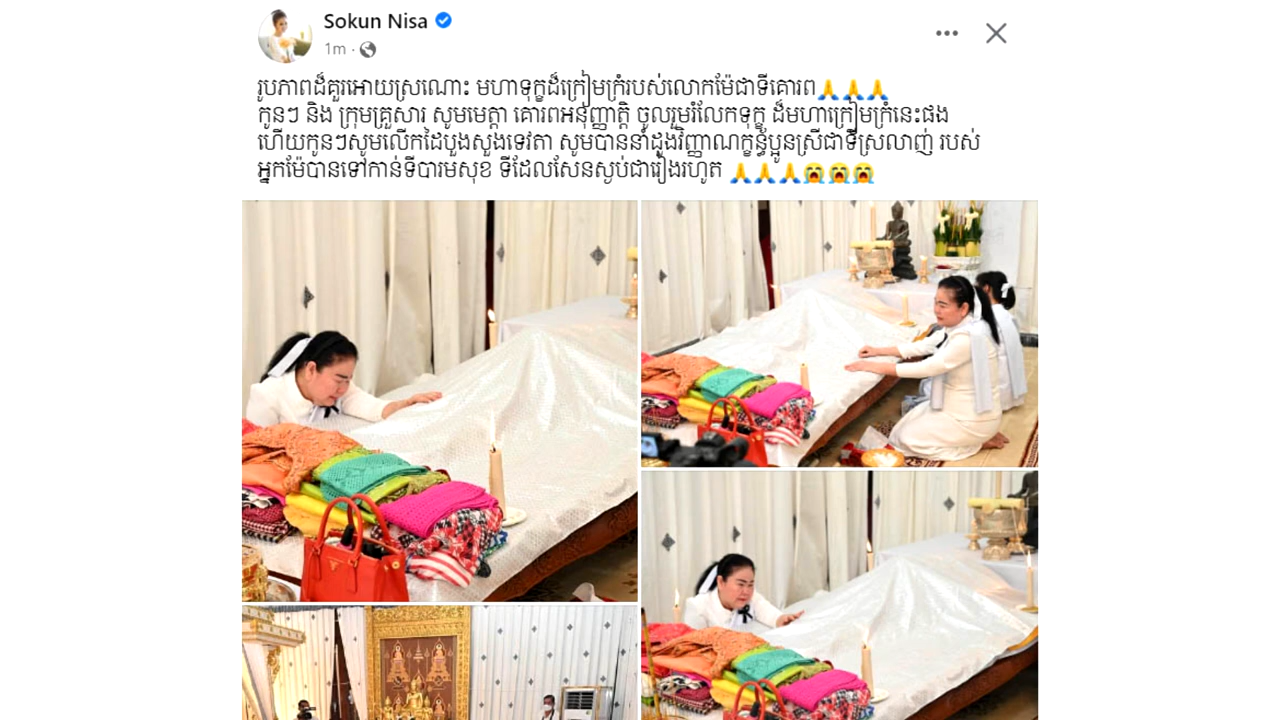 Sokun Nisa
1m ·
រូបភាពដ៏គួរអោយស្រណោះ មហាទុក្ខដ៏ក្រៀមក្រំរបស់លោកម៉ែជាទីគោរព🙏🙏🙏
កូនៗ និង ក្រុមគ្រួសារ សូមមេត្តា គោរពអនុញ្ញាត្តិ ចូលរួមរំលែកទុក្ខ ដ៏មហាក្រៀមក្រំនេះផង
ហើយកូនៗសូមលើកដៃបួងសួងទេវតា សូមបាននាំដួងវិញ្ញាណក្ខន្ធ័ប្អូនស្រីជាទីស្រលាញ់ របស់
អ្នកម៉ែបានទៅកាន់ទីបារមសុខ ទីដែលសែនស្ងប់ជារៀងរហូត 🙏🙏🙏😭😭😭